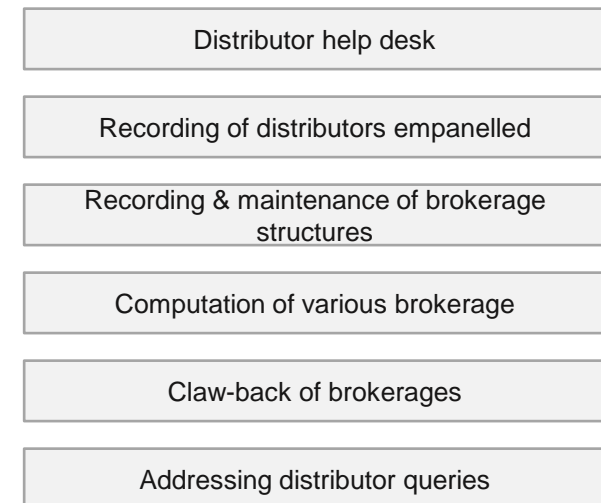 Distributor help desk
Recording of distributors empanelled
Recording & maintenance of brokerage
structures
Computation of various brokerage
Claw-back of brokerages
Addressing distributor queries